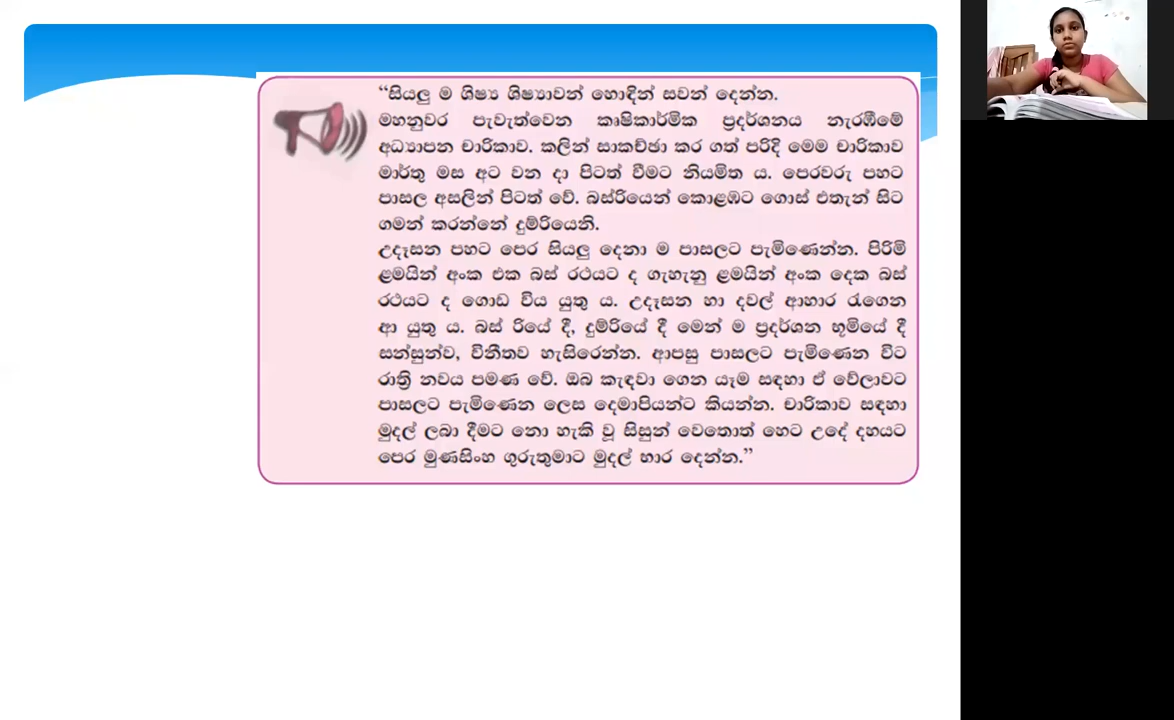 “සියලු ම ශිෂ්‍ය ශිෂ්‍යාවන් හොඳින් සවන් දෙන්න.
මහනුවර පැවැත්වෙන කෘෂිකාර්මික ප්‍රදර්ශනය නැරඹීමේ
අධ්‍යාපන චාරිකාව. කලින් සාකච්ඡා කර ගත් පරිදි මෙම චාරිකාව
මාර්තු මස අට වන දා පිටත් වීමට නියමිත ය. පෙරවරු පහට
පාසල අසලින් පිටත් වේ. බස්රියෙන් කොළඹට ගොස් එතැන් සිට
ගමන් කරන්නේ දුම්රියෙනි.
උදෑසන පහට පෙර සියලු දෙනා ම පාසලට පැමිණෙන්න. පිරිමි
ළමයින් අංක එක බස් රථයට ද ගැහැනු ළමයින් අංක දෙක බස්
රථයට ද ගොඩ විය යුතු ය. උදෑසන හා දවල් ආහාර රැගෙන
ආ යුතු ය. බස් රියේ දී, දුම්රියේ දී මෙන් ම ප්‍රදර්ශන භූමියේ දී
සන්සුන්ව, විනීතව හැසිරෙන්න. ආපසු පාසලට පැමිණෙන විට
රාත්‍රි නවය පමණ වේ. ඔබ කැඳවා ගෙන යෑම සඳහා ඒ වේලාවට
පාසලට පැමිණෙන ලෙස දෙමාපියන්ට කියන්න. චාරිකාව සඳහා
මුදල් ලබා දීමට නො හැකි වූ සිසුන් වෙතොත් හෙට උදේ දහයට
පෙර මුණසිංහ ගුරුතුමාට මුදල් භාර දෙන්න.”